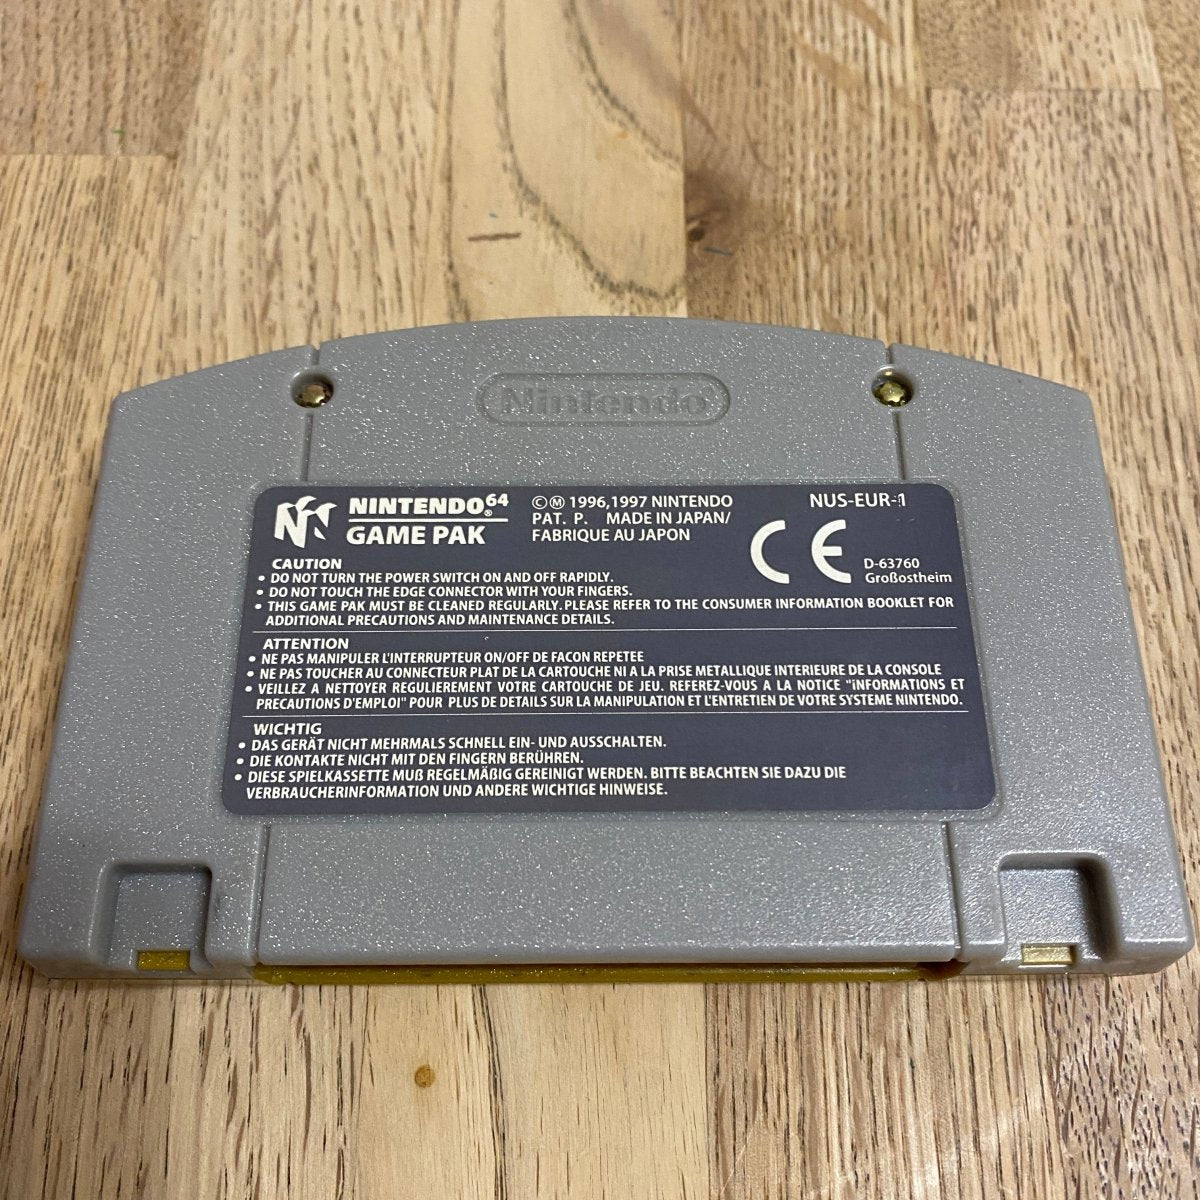 Nintendo
NINTENDO®64
GAME PAK
©Ⓜ 1996,1997 NINTENDO
PAT. P. MADE IN JAPAN/
FABRIQUE AU JAPON
NUS-EUR-1
CE
D-63760
Großostheim
CAUTION
• DO NOT TURN THE POWER SWITCH ON AND OFF RAPIDLY.
• DO NOT TOUCH THE EDGE CONNECTOR WITH YOUR FINGERS.
• THIS GAME PAK MUST BE CLEANED REGULARLY. PLEASE REFER TO THE CONSUMER INFORMATION BOOKLET FOR
ADDITIONAL PRECAUTIONS AND MAINTENANCE DETAILS.
ATTENTION
• NE PAS MANIPULER L'INTERRUPTEUR ON/OFF DE FACON REPETEE
• NE PAS TOUCHER AU CONNECTEUR PLAT DE LA CARTOUCHE NI A LA PRISE METALLIQUE INTERIEURE DE LA CONSOLE
• VEILLEZ A NETTOYER REGULIEREMENT VOTRE CARTOUCHE DE JEU. REFEREZ-VOUS A LA NOTICE "iNFORMATIONS ET
PRECAUTIONS D'EMPLOI" POUR PLUS DE DETAILS SUR LA MANIPULATION ET L'ENTRETIEN DE VOTRE SYSTEME NINTENDO.
WICHTIG
• DAS GERÄT NICHT MEHRMALS SCHNELL EIN- UND AUSSCHALTEN.
• DIE KONTAKTE NICHT MIT DEN FINGERN BERÜHREN.
• DIESE SPIELKASSETTE MUß REGELMÄßIG GEREINIGT WERDEN. BITTE BEACHTEN SIE DAZU DIE
VERBRAUCHERINFORMATION UND ANDERE WICHTIGE HINWEISE.